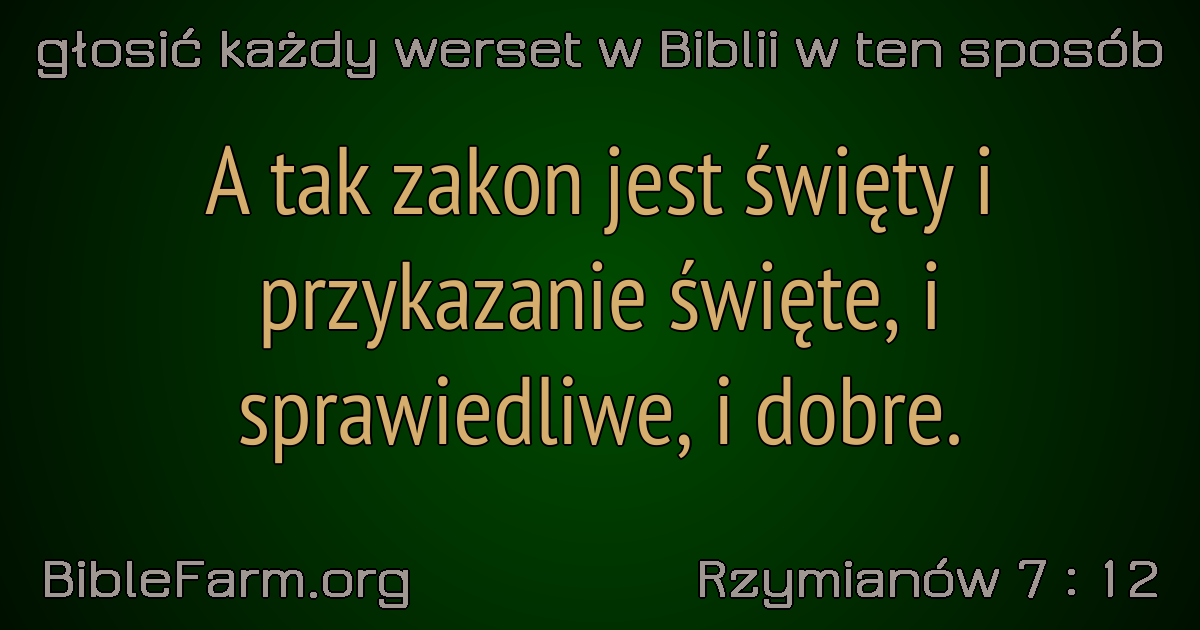 głosić każdy werset w Biblii w ten sposób
A tak zakon jest święty i
przykazanie święte, i
sprawiedliwe, i dobre.
BibleFarm.org
Rzymianów 7 : 12